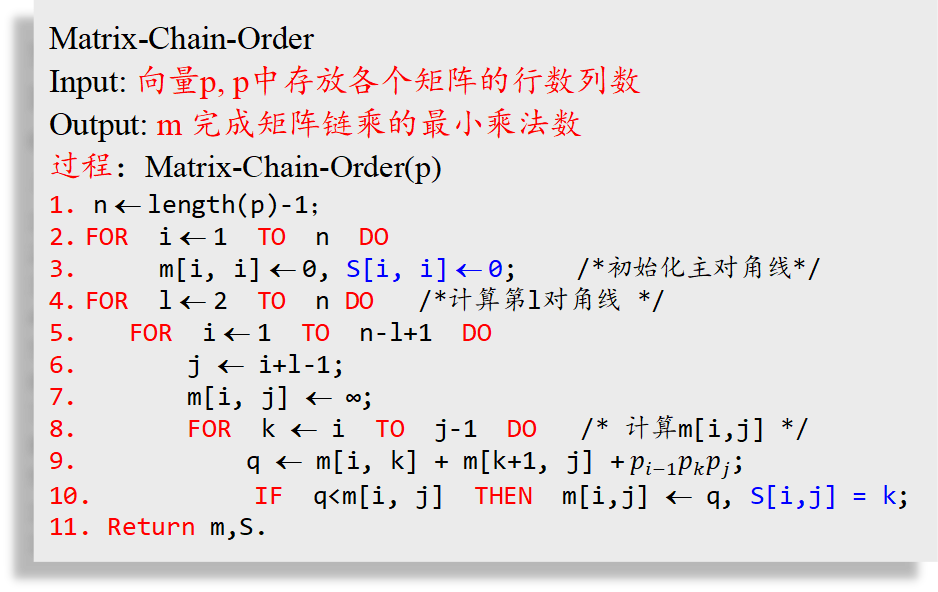 Matrix-Chain-Order
Input: 向量p, p中存放各个矩阵的行数列数
Output: m 完成矩阵链乘的最小乘法数
过程：Matrix-Chain-Order(p)
1. n←length(p)-1;
2. FOR i←1 TO n DO
3. m[i, i]←0, S[i, i]←0; /*初始化主对角线*/
4. FOR l←2 TO n DO /*计算第l对角线 */
5. FOR i←1 TO n-l+1 DO
6. j ← i+l-1;
7. m[i, j] ← ∞;
8. FOR k ← i TO j-1 DO /* 计算m[i,j] */
9. q ← m[i, k] + m[k+1, j] +𝑝ᵢ₋₁𝑝ₖ𝑝ⱼ;
10. IF q<m[i, j] THEN m[i,j] ← q, S[i,j] = k;
11. Return m,S.